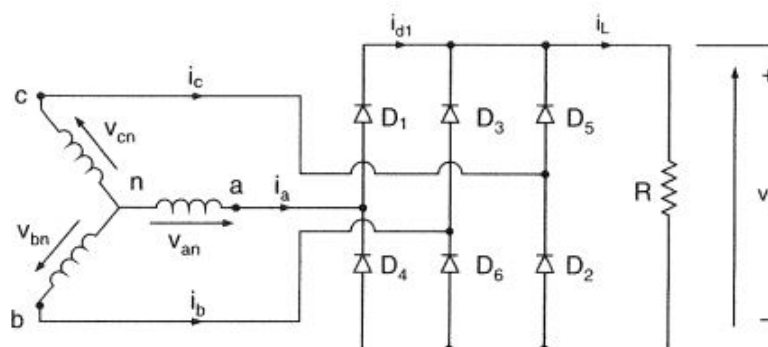 i_d1 i_L
c i_c +
D_1 D_3 D_5
v_cn
n a i_a R v
v_bn v_an
D_4 D_6 D_2
b i_b −